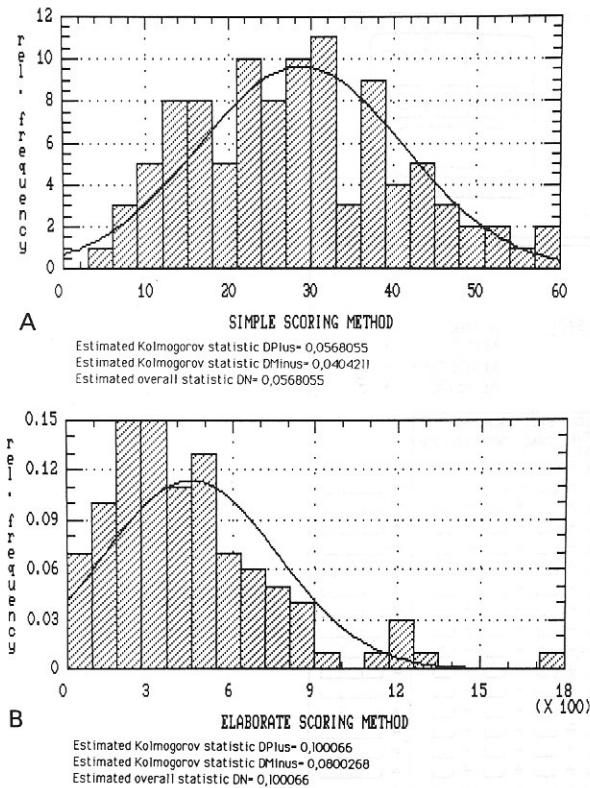 rel. frequency
12
10
8
6
4
2
0
0 10 20 30 40 50 60
A
SIMPLE SCORING METHOD
Estimated Kolmogorov statistic DPlus= 0,0568055
Estimated Kolmogorov statistic DMinus= 0,0404211
Estimated overall statistic DN= 0,0568055
rel. frequency
0.15
0.12
0.09
0.06
0.03
0
0 3 6 9 12 15 18
(X 100)
B
ELABORATE SCORING METHOD
Estimated Kolmogorov statistic DPlus= 0,100066
Estimated Kolmogorov statistic DMinus= 0,0800268
Estimated overall statistic DN= 0,100066